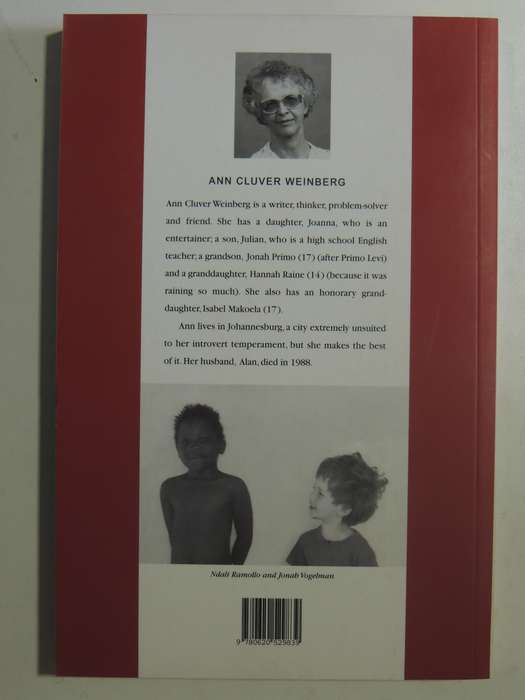 ANN CLUVER WEINBERG
Ann Cluver Weinberg is a writer, thinker, problem-solver
and friend. She has a daughter, Joanna, who is an
entertainer; a son, Julian, who is a high school English
teacher; a grandson, Jonah Primo (17) (after Primo Levi)
and a granddaughter, Hannah Raine (14) (because it was
raining so much). She also has an honorary grand-
daughter, Isabel Makoela (17).
Ann lives in Johannesburg, a city extremely unsuited
to her introvert temperament, but she makes the best
of it. Her husband, Alan, died in 1988.
Ndali Ramollo and Jonah Vogelman
9 780620 529839